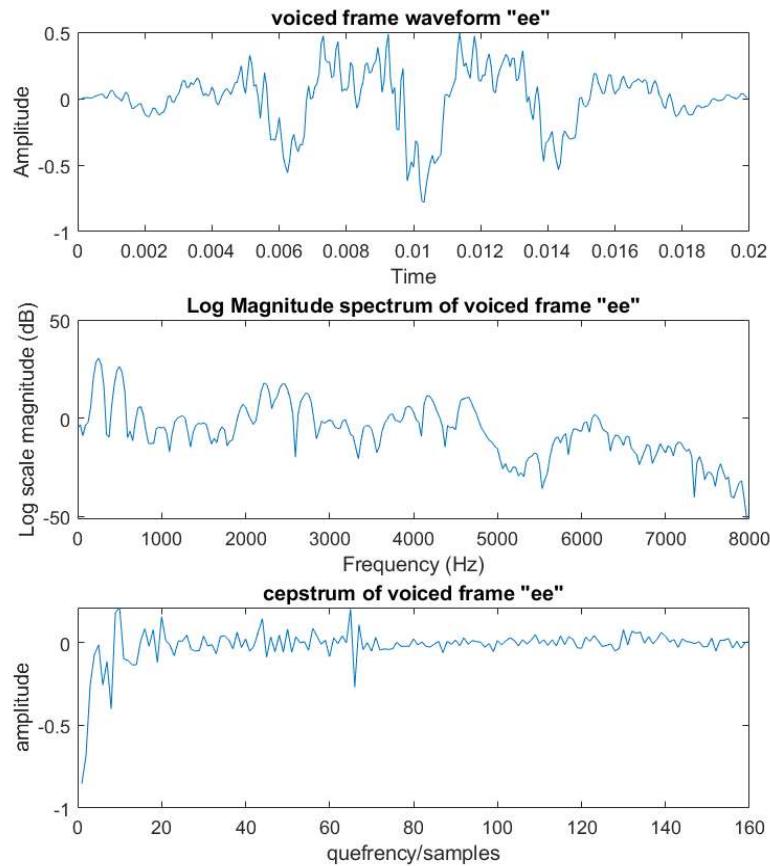 voiced frame waveform "ee"
0.5
0
-0.5
-1
Amplitude
0 0.002 0.004 0.006 0.008 0.01 0.012 0.014 0.016 0.018 0.02
Time
Log Magnitude spectrum of voiced frame "ee"
50
0
-50
Log scale magnitude (dB)
0 1000 2000 3000 4000 5000 6000 7000 8000
Frequency (Hz)
cepstrum of voiced frame "ee"
0
-0.5
-1
amplitude
0 20 40 60 80 100 120 140 160
quefrency/samples